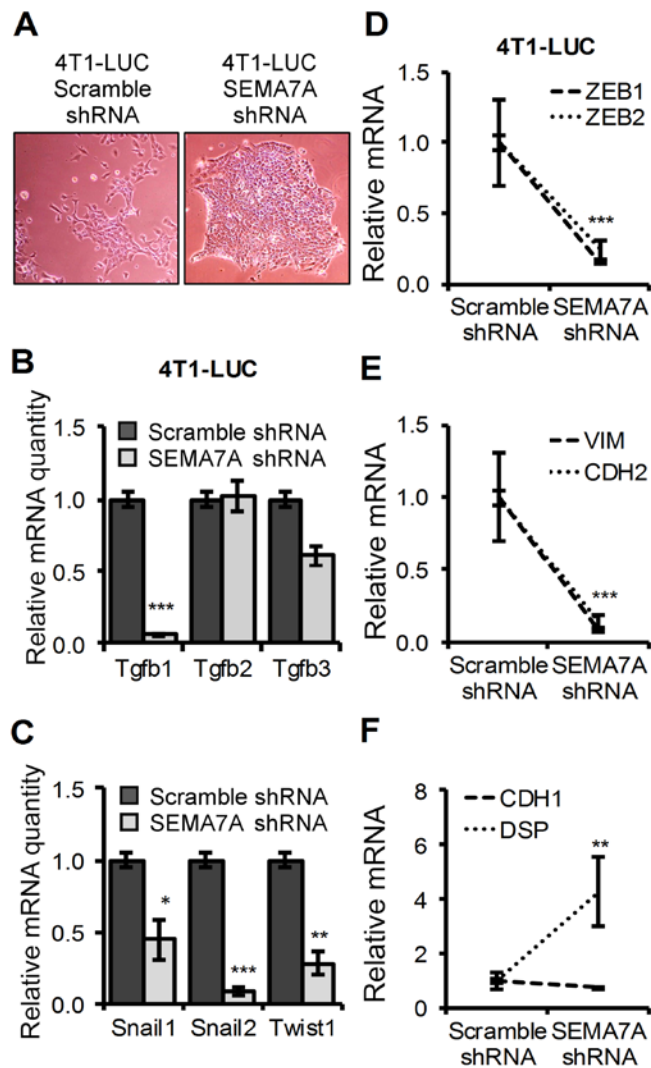 A
4T1-LUC
Scramble
shRNA
4T1-LUC
SEMA7A
shRNA
B
4T1-LUC
Relative mRNA quantity
1.5
1.0
0.5
0.0
Scramble shRNA
SEMA7A shRNA
***
Tgfb1 Tgfb2 Tgfb3
C
Relative mRNA quantity
1.5
1.0
0.5
0.0
Scramble shRNA
SEMA7A shRNA
*
***
**
Snail1 Snail2 Twist1
D
4T1-LUC
Relative mRNA
1.5
1.0
0.5
0.0
ZEB1
ZEB2
***
Scramble SEMA7A
shRNA shRNA
E
Relative mRNA
1.5
1.0
0.5
0.0
VIM
CDH2
***
Scramble SEMA7A
shRNA shRNA
F
Relative mRNA
8
6
4
2
0
CDH1
DSP
**
Scramble SEMA7A
shRNA shRNA